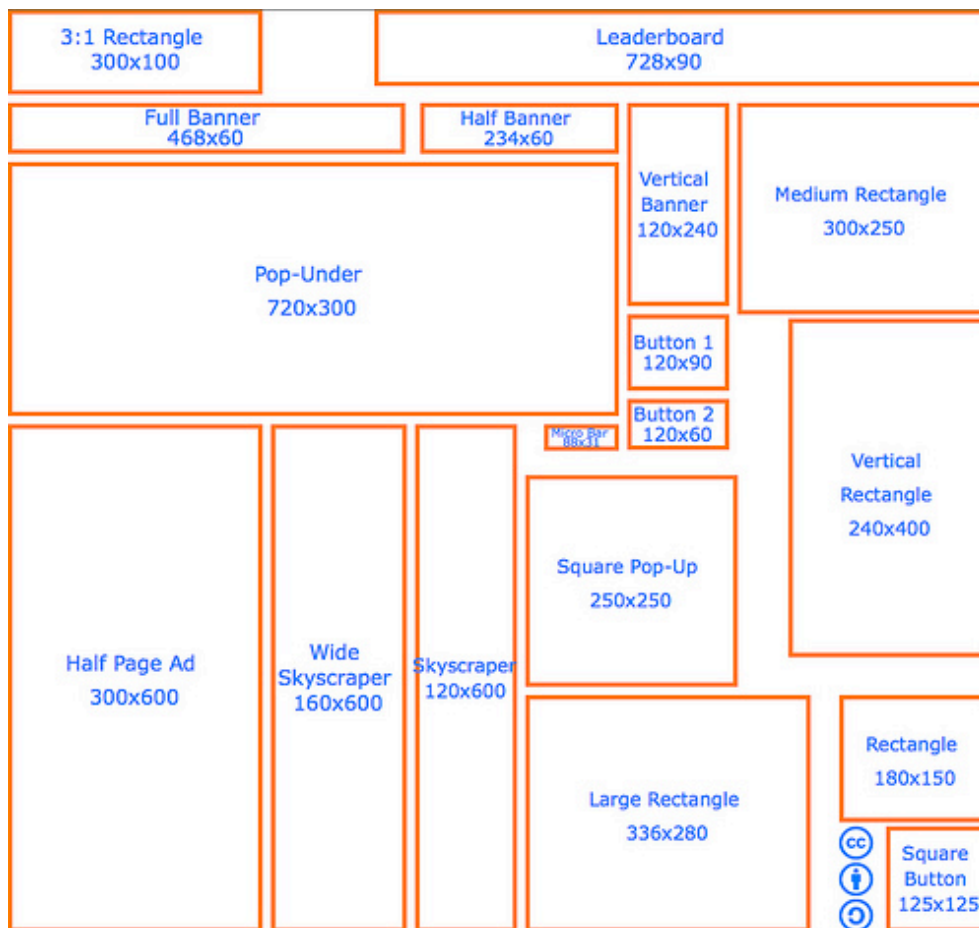 3:1 Rectangle
300x100
Leaderboard
728x90
Full Banner
468x60
Half Banner
234x60
Vertical
Banner
120x240
Medium Rectangle
300x250
Pop-Under
720x300
Button 1
120x90
Button 2
120x60
Micro Bar
88x31
Vertical
Rectangle
240x400
Square Pop-Up
250x250
Half Page Ad
300x600
Wide
Skyscraper
160x600
Skyscraper
120x600
Large Rectangle
336x280
Rectangle
180x150
cc
Square
Button
125x125